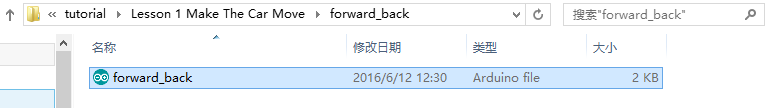 « tutorial › Lesson 1 Make The Car Move › forward_back
搜索"forward_back"
名称 修改日期 类型 大小
forward_back 2016/6/12 12:30 Arduino file 2 KB